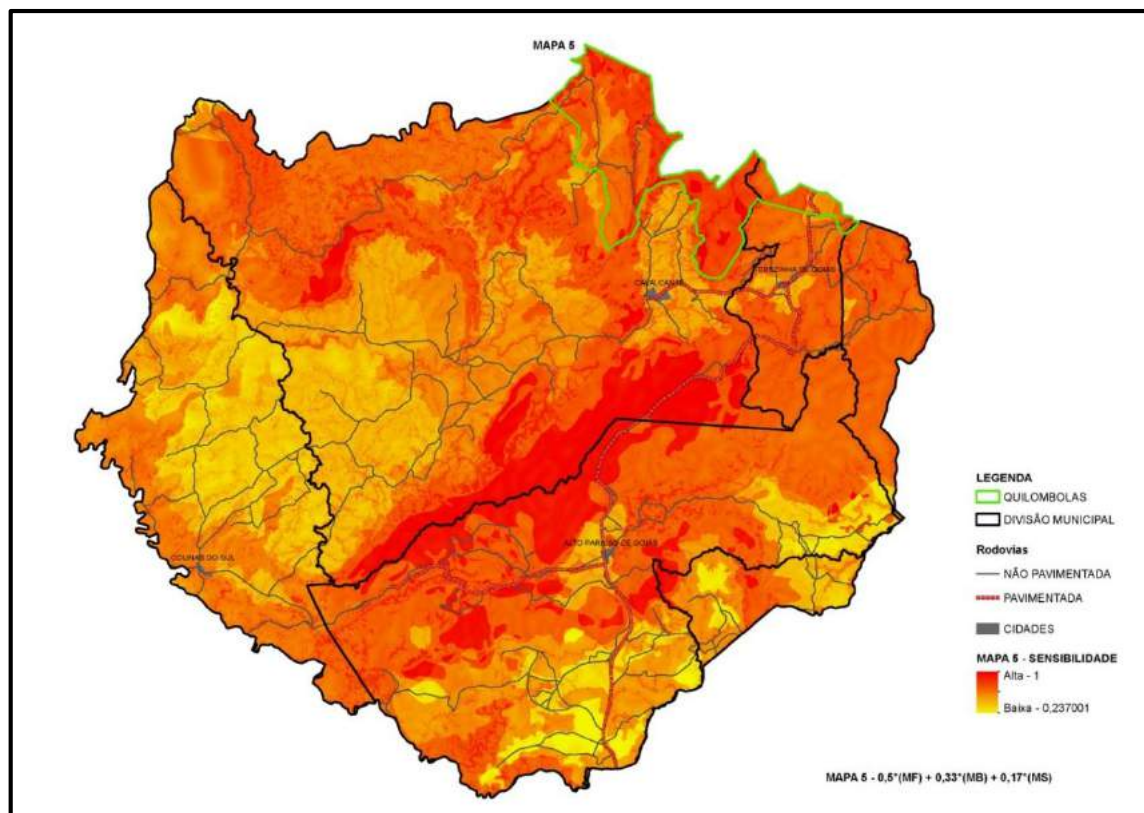 MAPA 5
CAVALCANTE
TEREZINHA DE GOIÁS
COLINAS DO SUL
ALTO PARAÍSO DE GOIÁS
LEGENDA
QUILOMBOLAS
DIVISÃO MUNICIPAL
Rodovias
NÃO PAVIMENTADA
PAVIMENTADA
CIDADES
MAPA 5 - SENSIBILIDADE
Alta - 1
Baixa - 0,237001
MAPA 5 - 0,5*(MF) + 0,33*(MB) + 0,17*(MS)